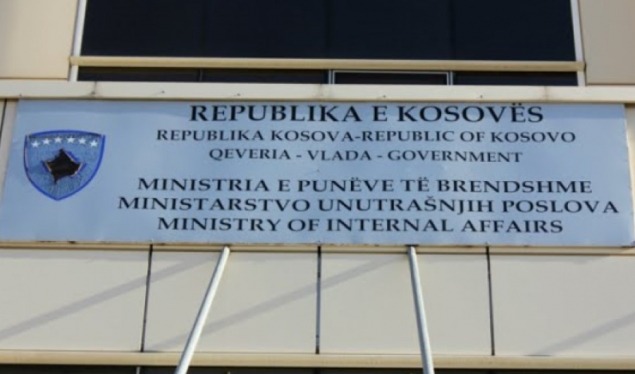 REPUBLIKA E KOSOVËS
REPUBLIKA KOSOVA-REPUBLIC OF KOSOVO
QEVERIA - VLADA - GOVERNMENT
MINISTRIA E PUNËVE TË BRENDSHME
MINISTARSTVO UNUTRAŠNJIH POSLOVA
MINISTRY OF INTERNAL AFFAIRS